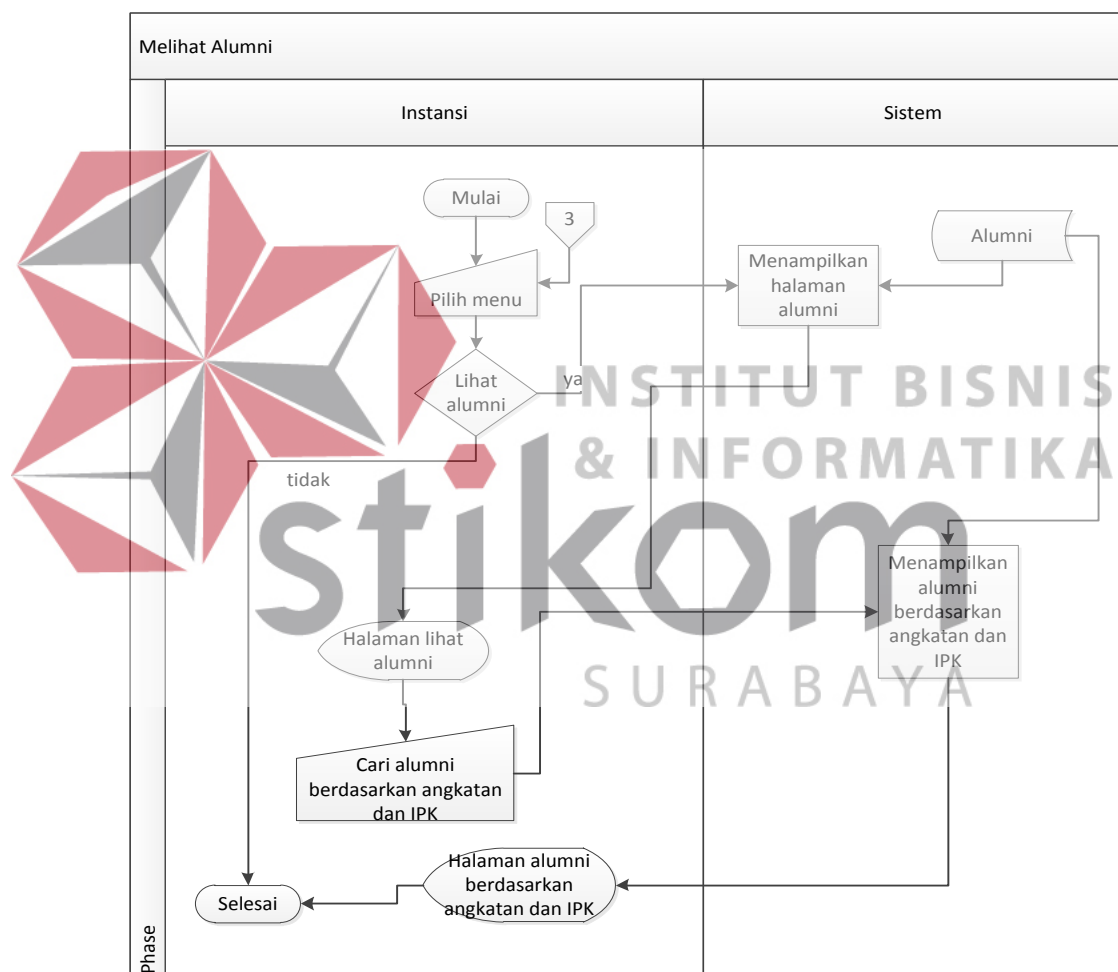 Melihat Alumni
Instansi
Sistem
Mulai
3
Alumni
Pilih menu
Menampilkan
halaman
alumni
Lihat
alumni
ya
tidak
INSTITUT BISNIS
& INFORMATIKA
stikom
SURABAYA
Menampilkan
alumni
berdasarkan
angkatan dan
IPK
Halaman lihat
alumni
Cari alumni
berdasarkan angkatan
dan IPK
Halaman alumni
berdasarkan
angkatan dan IPK
Selesai
Phase